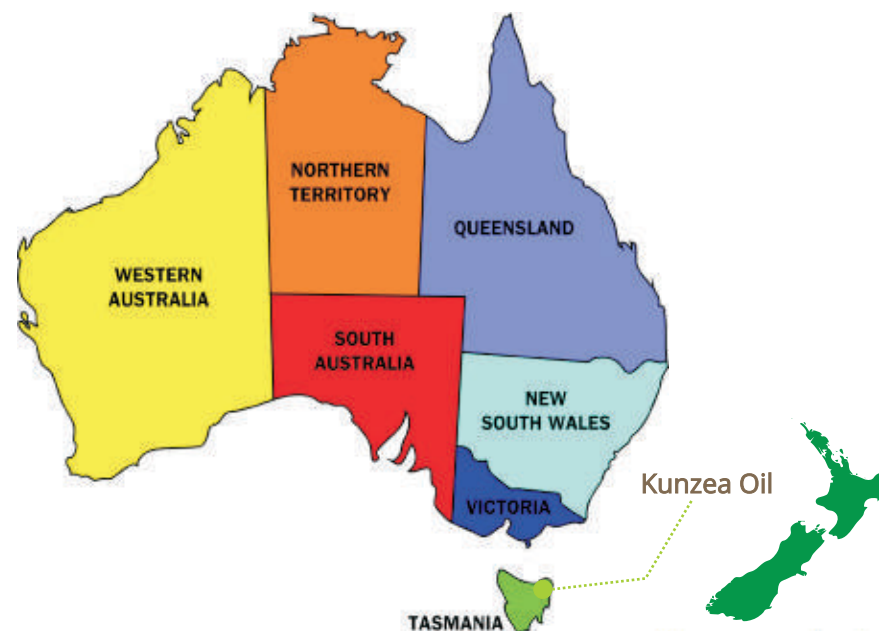 NORTHERN
TERRITORY
QUEENSLAND
WESTERN
AUSTRALIA
SOUTH
AUSTRALIA
NEW
SOUTH WALES
Kunzea Oil
VICTORIA
TASMANIA